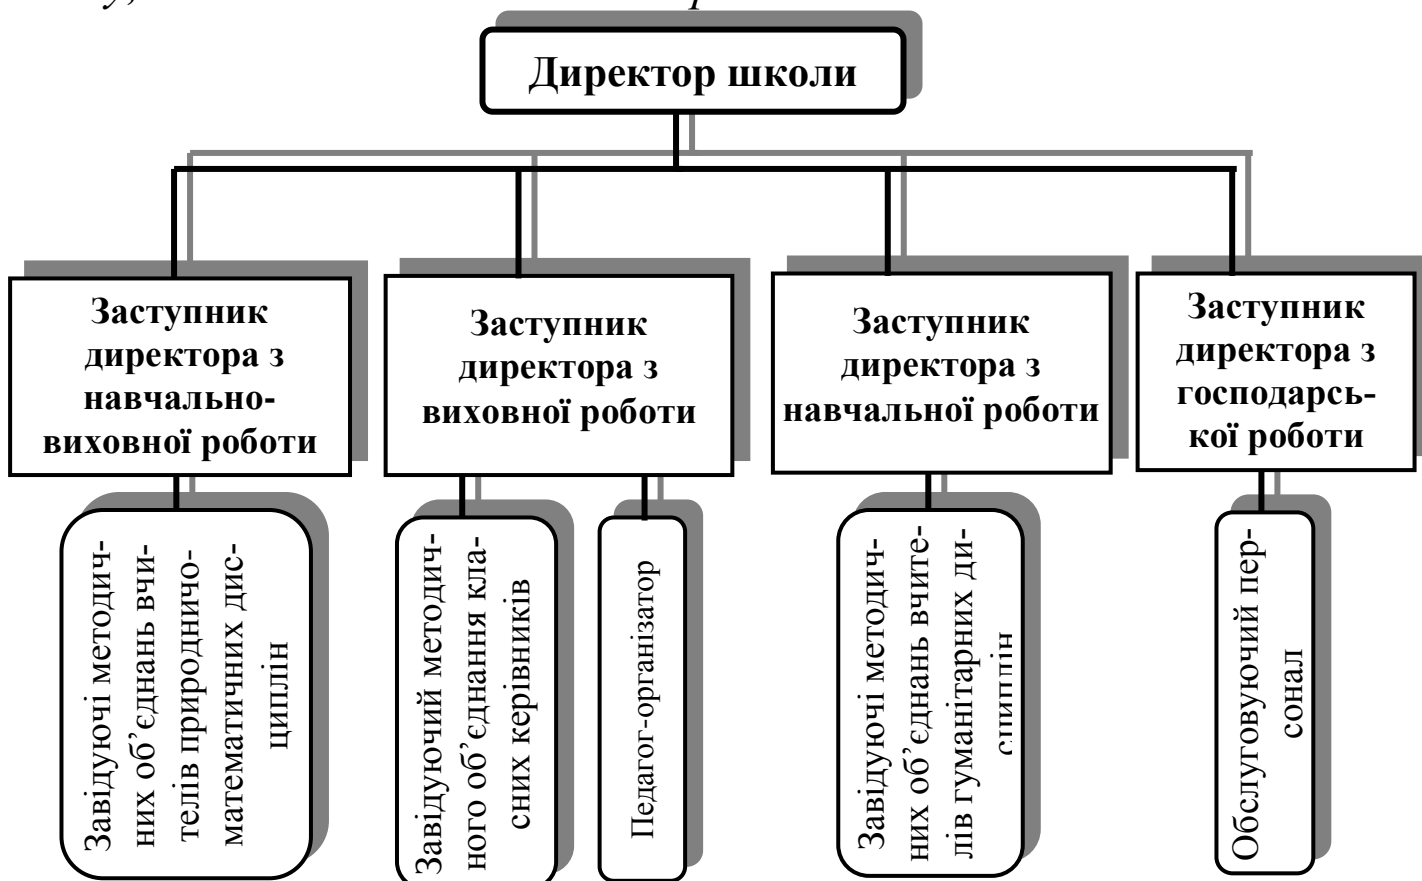 Директор школи
Заступник
директора з
навчально-
виховної роботи
Заступник
директора з
виховної роботи
Заступник
директора з
навчальної роботи
Заступник
директора з
господарсь-
кої роботи
Завідуючі методич-
них об’єднань вчи-
телів природничо-
математичних дис-
циплін
Завідуючий методич-
ного об’єднання кла-
сних керівників
Педагог-організатор
Завідуючі методич-
них об’єднань вчите-
лів гуманітарних ди-
сциплін
Обслуговуючий пер-
сонал